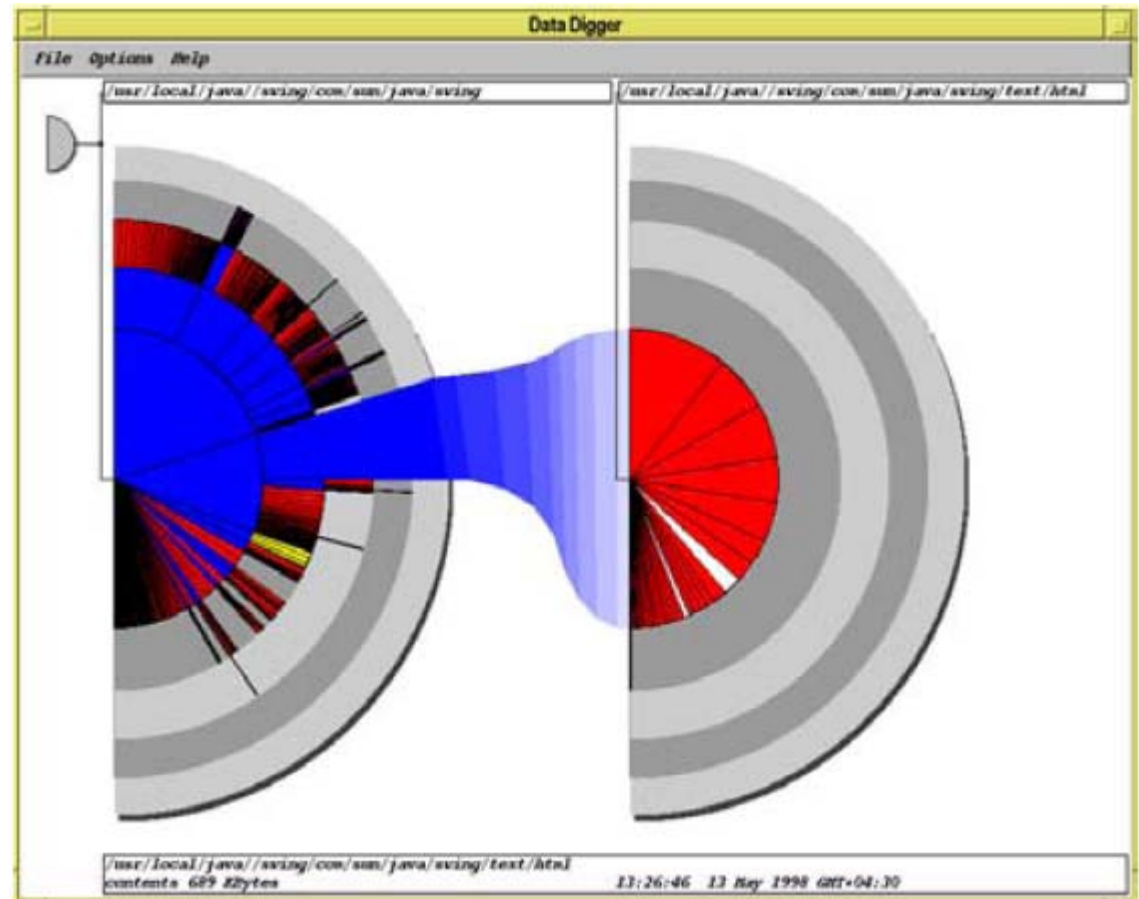 Data Digger
File Options Help
/usr/local/java//swing/com/sun/java/swing
/usr/local/java//swing/com/sun/java/swing/text/html
/usr/local/java//swing/com/sun/java/swing/text/html
contents 689 KBytes 13:26:46 13 May 1998 GMT+04:30